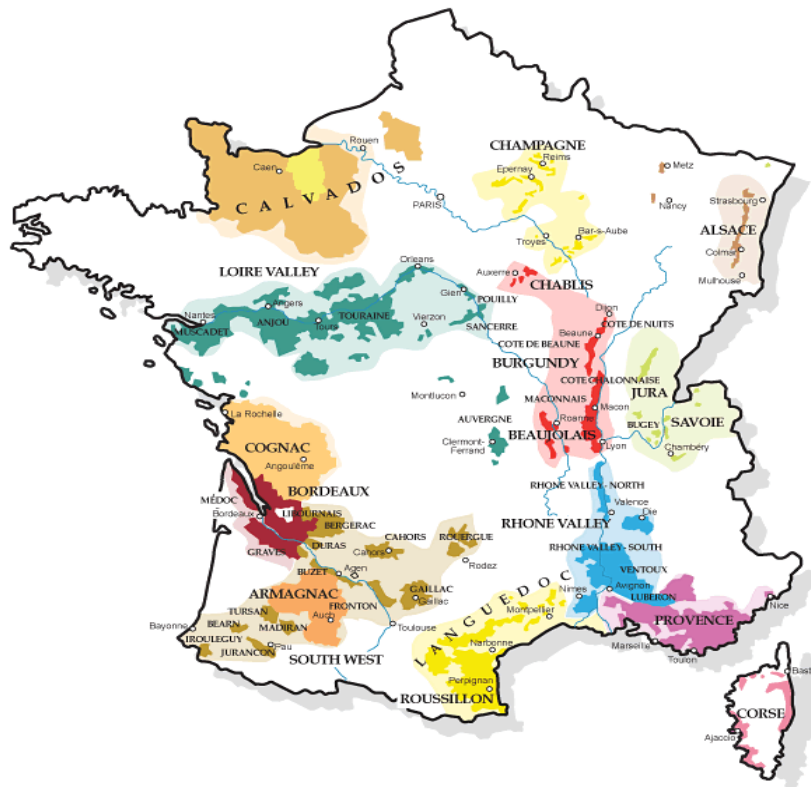 Rouen
Caen
CALVADOS
PARIS
CHAMPAGNE
Reims
Epernay
Metz
Nancy
Strasbourg
ALSACE
Colmar
Mulhouse
Troyes
Bar-s-Aube
LOIRE VALLEY
Orleans
Auxerre
CHABLIS
Gien
POUILLY
Angers
Nantes
ANJOU
Tours
TOURAINE
Vierzon
SANCERRE
MUSCADET
Dijon
COTE DE NUITS
Beaune
COTE DE BEAUNE
BURGUNDY
COTE CHALONNAISE
JURA
MACONNAIS
Macon
Montlucon
AUVERGNE
Roanne
BEAUJOLAIS
BUGEY
SAVOIE
Clermont-
Ferrand
Lyon
Chambéry
La Rochelle
COGNAC
Angoulême
BORDEAUX
MÉDOC
Bordeaux
LIBOURNAIS
BERGERAC
GRAVES
DURAS
CAHORS
Cahors
ROUERGUE
Rodez
BUZET
Agen
ARMAGNAC
GAILLAC
Gaillac
FRONTON
TURSAN
Auch
BEARN
MADIRAN
Bayonne
IROULEGUY
JURANCON
Pau
Toulouse
SOUTH WEST
RHONE VALLEY - NORTH
Valence
Die
RHONE VALLEY
RHONE VALLEY - SOUTH
VENTOUX
Avignon
LUBERON
Nimes
LANGUEDOC
Montpellier
Narbonne
Perpignan
ROUSSILLON
PROVENCE
Nice
Marseille
Toulon
Bast
CORSE
Ajaccio